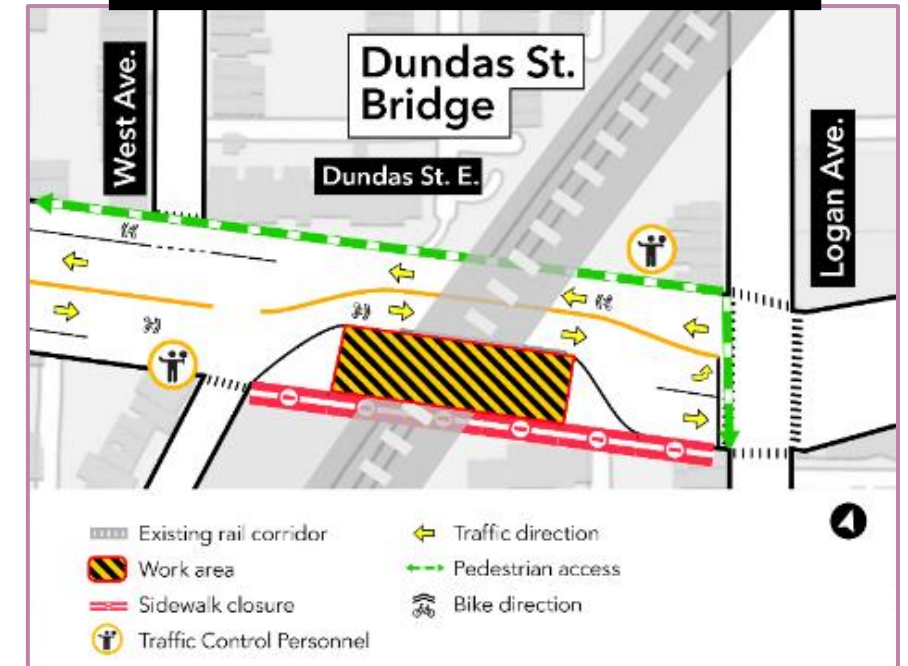 Dundas St.
Bridge
West Ave.
Dundas St. E.
Logan Ave.
Existing rail corridor
Traffic direction
Work area
Pedestrian access
Sidewalk closure
Bike direction
Traffic Control Personnel